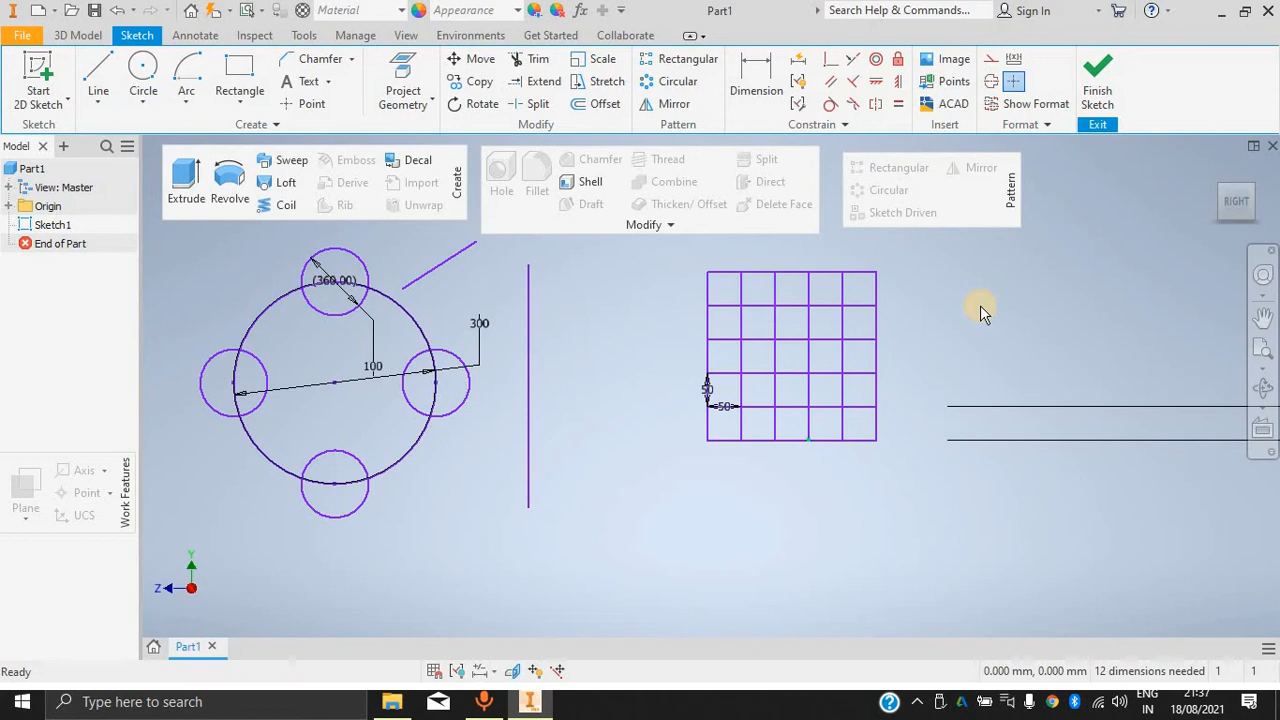 Material
Appearance
Part1
Search Help & Commands...
Sign In
File
3D Model
Sketch
Annotate
Inspect
Tools
Manage
View
Environments
Get Started
Collaborate
Start
2D Sketch
Line
Circle
Arc
Rectangle
Chamfer
Text
Point
Project
Geometry
Move
Trim
Scale
Copy
Extend
Stretch
Rotate
Split
Offset
Rectangular
Circular
Mirror
Dimension
Image
Points
ACAD
Show Format
Finish
Sketch
Sketch
Create
Modify
Pattern
Constrain
Insert
Format
Exit
Model
Part1
View: Master
Origin
Sketch1
End of Part
Extrude
Revolve
Sweep
Loft
Coil
Emboss
Derive
Rib
Decal
Import
Unwrap
Create
Hole
Fillet
Chamfer
Shell
Draft
Thread
Combine
Thicken/ Offset
Split
Direct
Delete Face
Modify
Rectangular
Mirror
Circular
Sketch Driven
Pattern
RIGHT
(360.00)
300
100
50
50
Plane
Axis
Point
UCS
Work Features
Y
Z
Part1
Ready
0.000 mm, 0.000 mm
12 dimensions needed
1
1
Type here to search
ENG
IN
21:37
18/08/2021